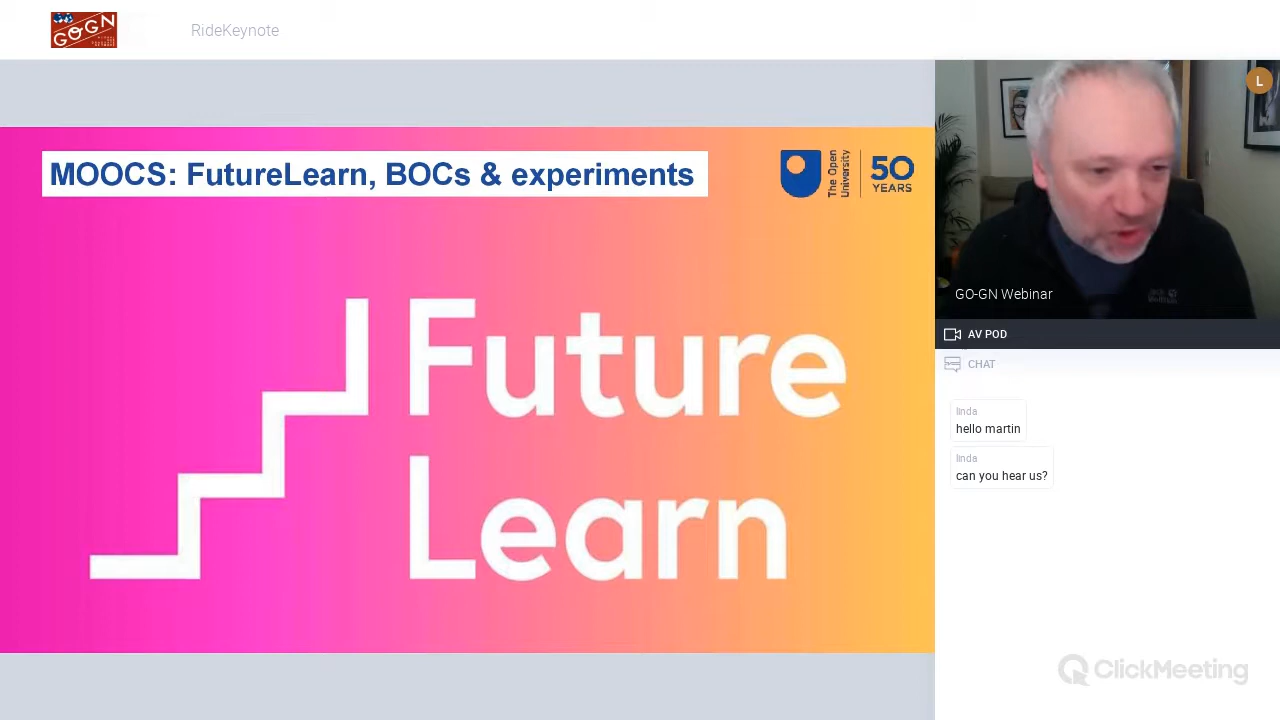 GO-GN
RideKeynote
MOOCS: FutureLearn, BOCs & experiments
The Open
University
50
YEARS
Future
Learn
L
GO-GN Webinar
AV POD
CHAT
linda
hello martin
linda
can you hear us?
ClickMeeting